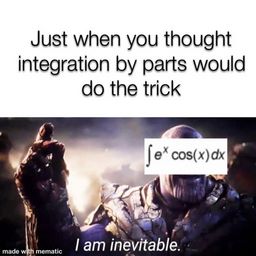 Just when you thought
integration by parts would
do the trick
∫eˣ cos(x)dx
I am inevitable.
made with mematic